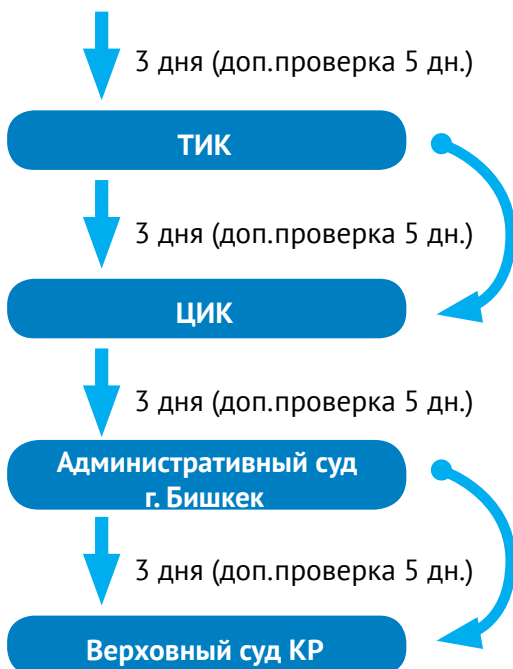 3 дня (доп.проверка 5 дн.)
ТИК
3 дня (доп.проверка 5 дн.)
ЦИК
3 дня (доп.проверка 5 дн.)
Административный суд
г. Бишкек
3 дня (доп.проверка 5 дн.)
Верховный суд КР